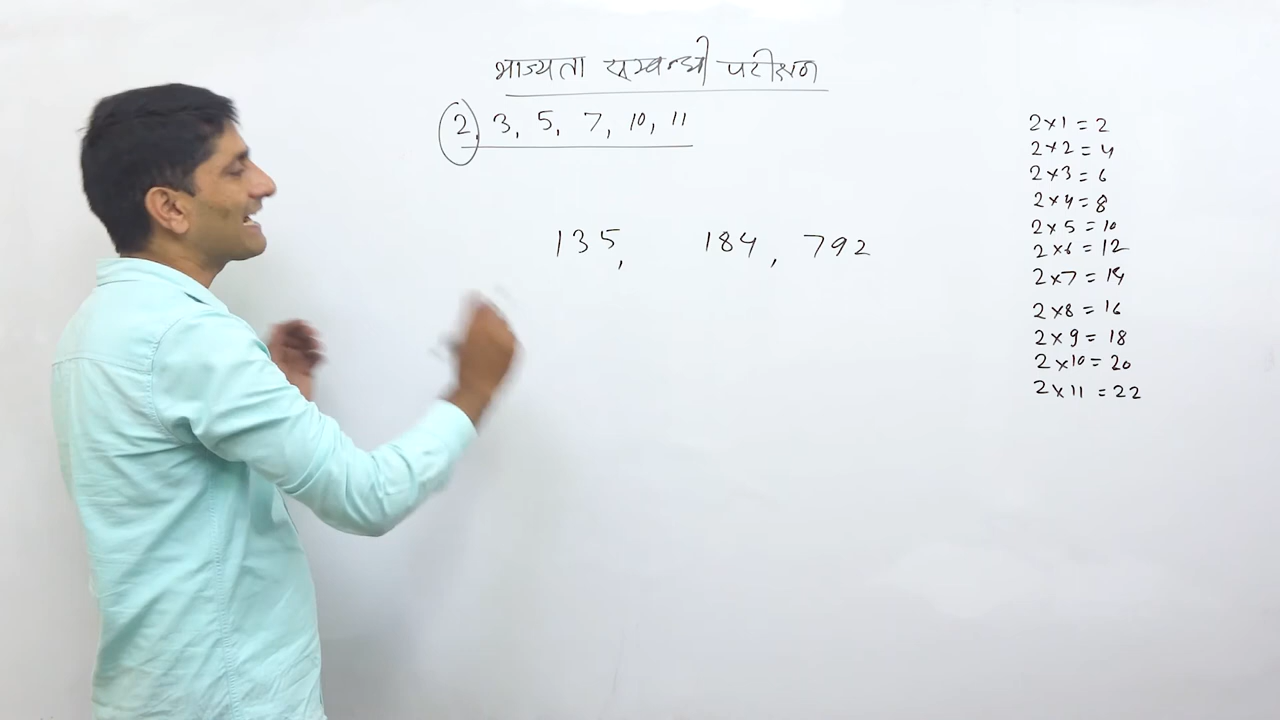 भाज्यता सम्बन्धी परीक्षण
2, 3, 5, 7, 10, 11
135, 184, 792
2×1 = 2
2×2 = 4
2×3 = 6
2×4 = 8
2×5 = 10
2×6 = 12
2×7 = 14
2×8 = 16
2×9 = 18
2×10 = 20
2×11 = 22